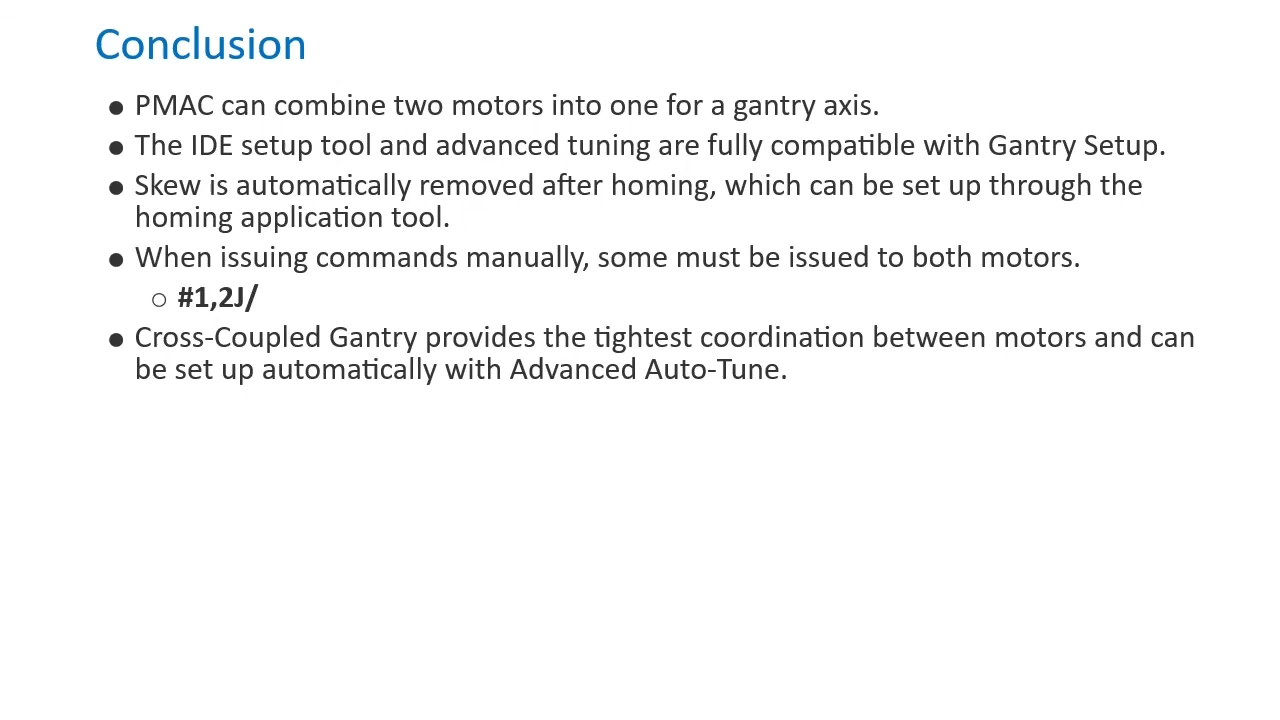 Conclusion
● PMAC can combine two motors into one for a gantry axis.
● The IDE setup tool and advanced tuning are fully compatible with Gantry Setup.
● Skew is automatically removed after homing, which can be set up through the
homing application tool.
● When issuing commands manually, some must be issued to both motors.
○ #1,2J/
● Cross-Coupled Gantry provides the tightest coordination between motors and can
be set up automatically with Advanced Auto-Tune.